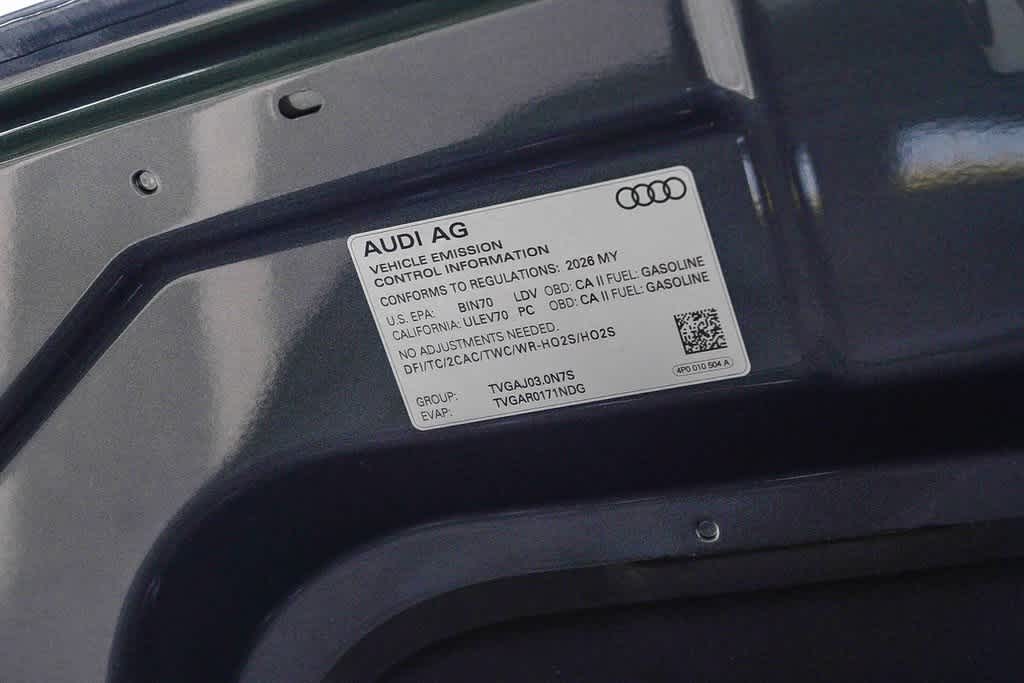 AUDI AG
VEHICLE EMISSION
CONTROL INFORMATION
CONFORMS TO REGULATIONS: 2026 MY
U.S. EPA: BIN70 LDV OBD: CA II FUEL: GASOLINE
CALIFORNIA: ULEV70 PC OBD: CA II FUEL: GASOLINE
NO ADJUSTMENTS NEEDED.
DFI/TC/2CAC/TWC/WR-HO2S/HO2S
GROUP: TVGAJ03.0N7S
EVAP: TVGAR0171NDG
4P0 010 504 A